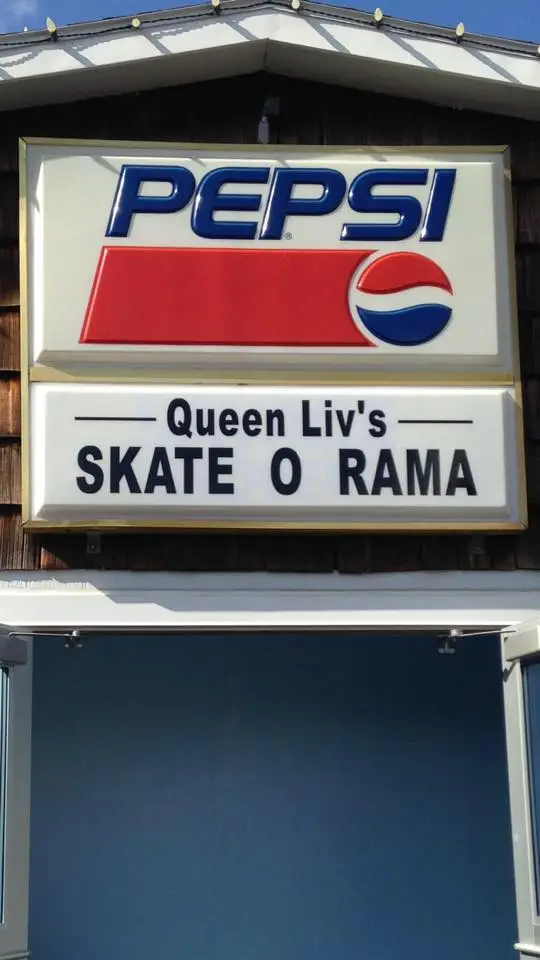 PEPSI®
Queen Liv's
SKATE O RAMA